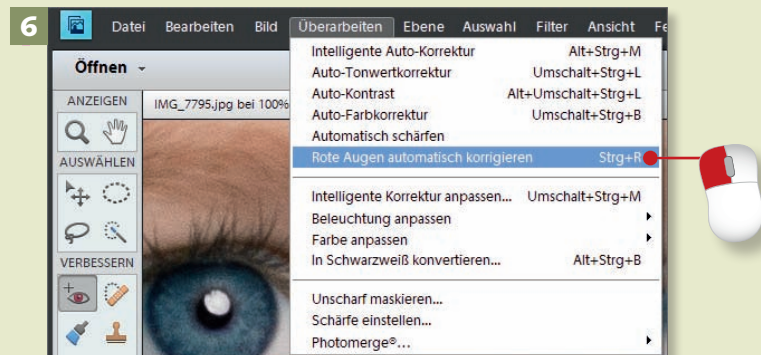 6
Datei Bearbeiten Bild Überarbeiten Ebene Auswahl Filter Ansicht Fe
Öffnen
ANZEIGEN
IMG_7795.jpg bei 100%
AUSWÄHLEN
VERBESSERN
Intelligente Auto-Korrektur Alt+Strg+M
Auto-Tonwertkorrektur Umschalt+Strg+L
Auto-Kontrast Alt+Umschalt+Strg+L
Auto-Farbkorrektur Umschalt+Strg+B
Automatisch schärfen
Rote Augen automatisch korrigieren Strg+R
Intelligente Korrektur anpassen... Umschalt+Strg+M
Beleuchtung anpassen
Farbe anpassen
In Schwarzweiß konvertieren... Alt+Strg+B
Unscharf maskieren...
Schärfe einstellen...
Photomerge®...